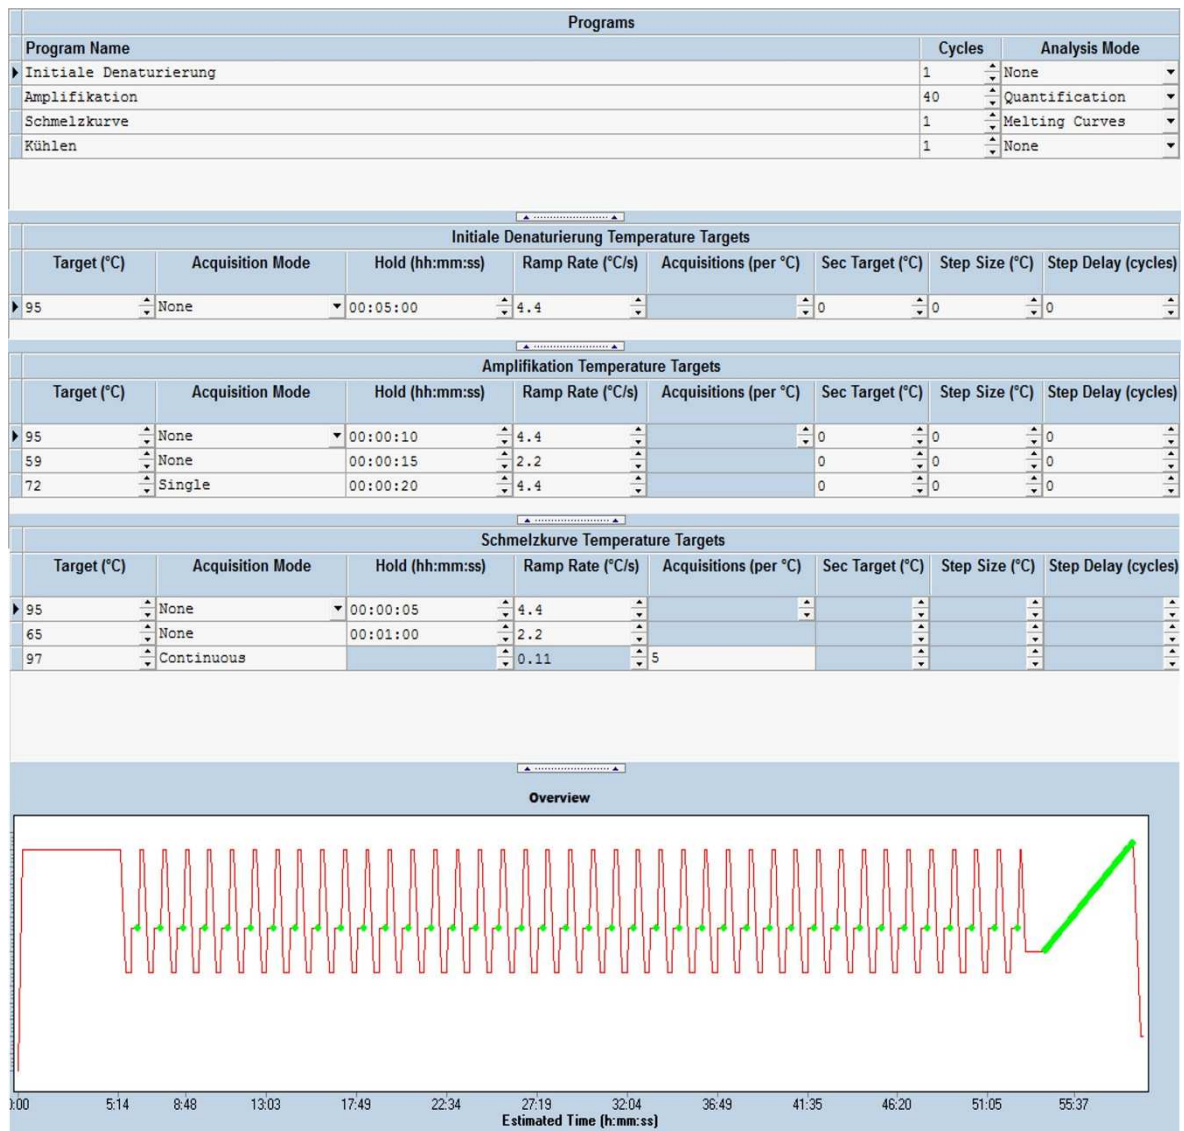 Programs
Program Name Cycles Analysis Mode
Initiale Denaturierung 1 None
Amplifikation 40 Quantification
Schmelzkurve 1 Melting Curves
Kühlen 1 None
Initiale Denaturierung Temperature Targets
Target (°C) Acquisition Mode Hold (hh:mm:ss) Ramp Rate (°C/s) Acquisitions (per °C) Sec Target (°C) Step Size (°C) Step Delay (cycles)
95 None 00:05:00 4.4 0 0 0
Amplifikation Temperature Targets
Target (°C) Acquisition Mode Hold (hh:mm:ss) Ramp Rate (°C/s) Acquisitions (per °C) Sec Target (°C) Step Size (°C) Step Delay (cycles)
95 None 00:00:10 4.4 0 0 0
59 None 00:00:15 2.2 0 0 0
72 Single 00:00:20 4.4 0 0 0
Schmelzkurve Temperature Targets
Target (°C) Acquisition Mode Hold (hh:mm:ss) Ramp Rate (°C/s) Acquisitions (per °C) Sec Target (°C) Step Size (°C) Step Delay (cycles)
95 None 00:00:05 4.4
65 None 00:01:00 2.2
97 Continuous 0.11 5
Overview
:00 5:14 8:48 13:03 17:49 22:34 27:19 32:04 36:49 41:35 46:20 51:05 55:37
Estimated Time (h:mm:ss)